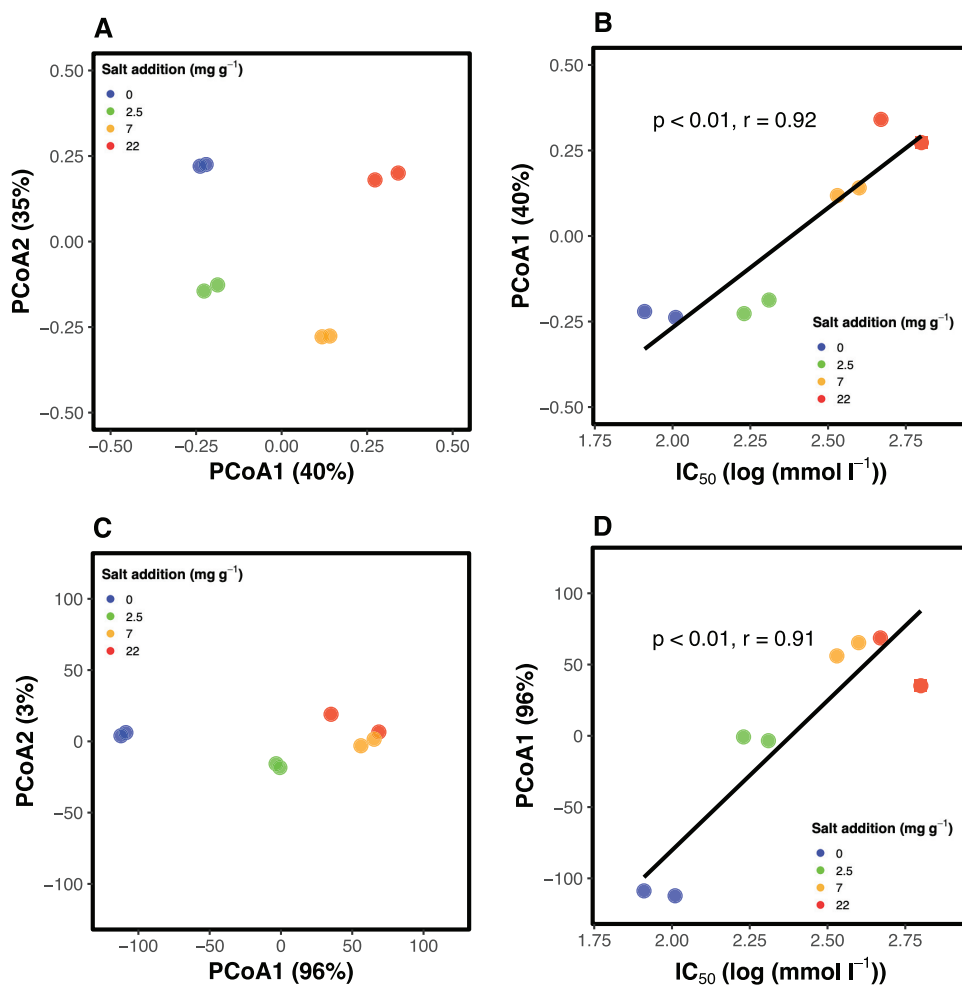 A
Salt addition (mg g⁻¹)
0
2.5
7
22
0.50
0.25
0.00
−0.25
−0.50
PCoA2 (35%)
−0.50 −0.25 0.00 0.25 0.50
PCoA1 (40%)
B
p < 0.01, r = 0.92
0.50
0.25
0.00
−0.25
−0.50
PCoA1 (40%)
Salt addition (mg g⁻¹)
0
2.5
7
22
1.75 2.00 2.25 2.50 2.75
IC₅₀ (log (mmol l⁻¹))
C
Salt addition (mg g⁻¹)
0
2.5
7
22
100
50
0
−50
−100
PCoA2 (3%)
−100 −50 0 50 100
PCoA1 (96%)
D
p < 0.01, r = 0.91
100
50
0
−50
−100
PCoA1 (96%)
Salt addition (mg g⁻¹)
0
2.5
7
22
1.75 2.00 2.25 2.50 2.75
IC₅₀ (log (mmol l⁻¹))